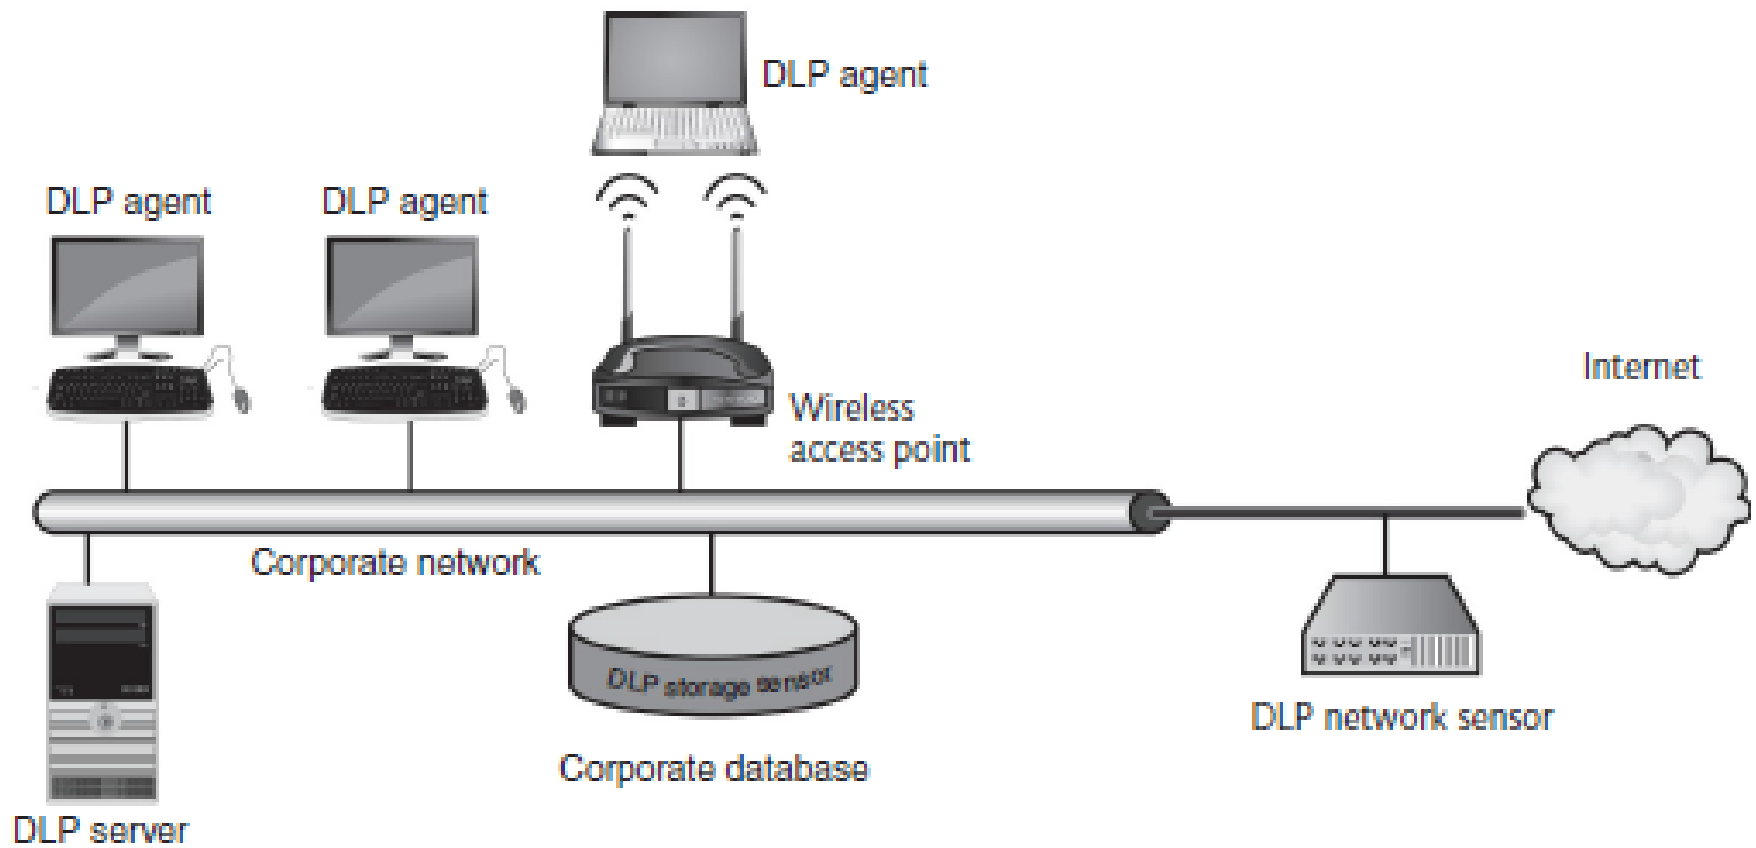 DLP agent
DLP agent
DLP agent
Internet
Wireless
access point
Corporate network
DLP storage sensor
DLP network sensor
Corporate database
DLP server